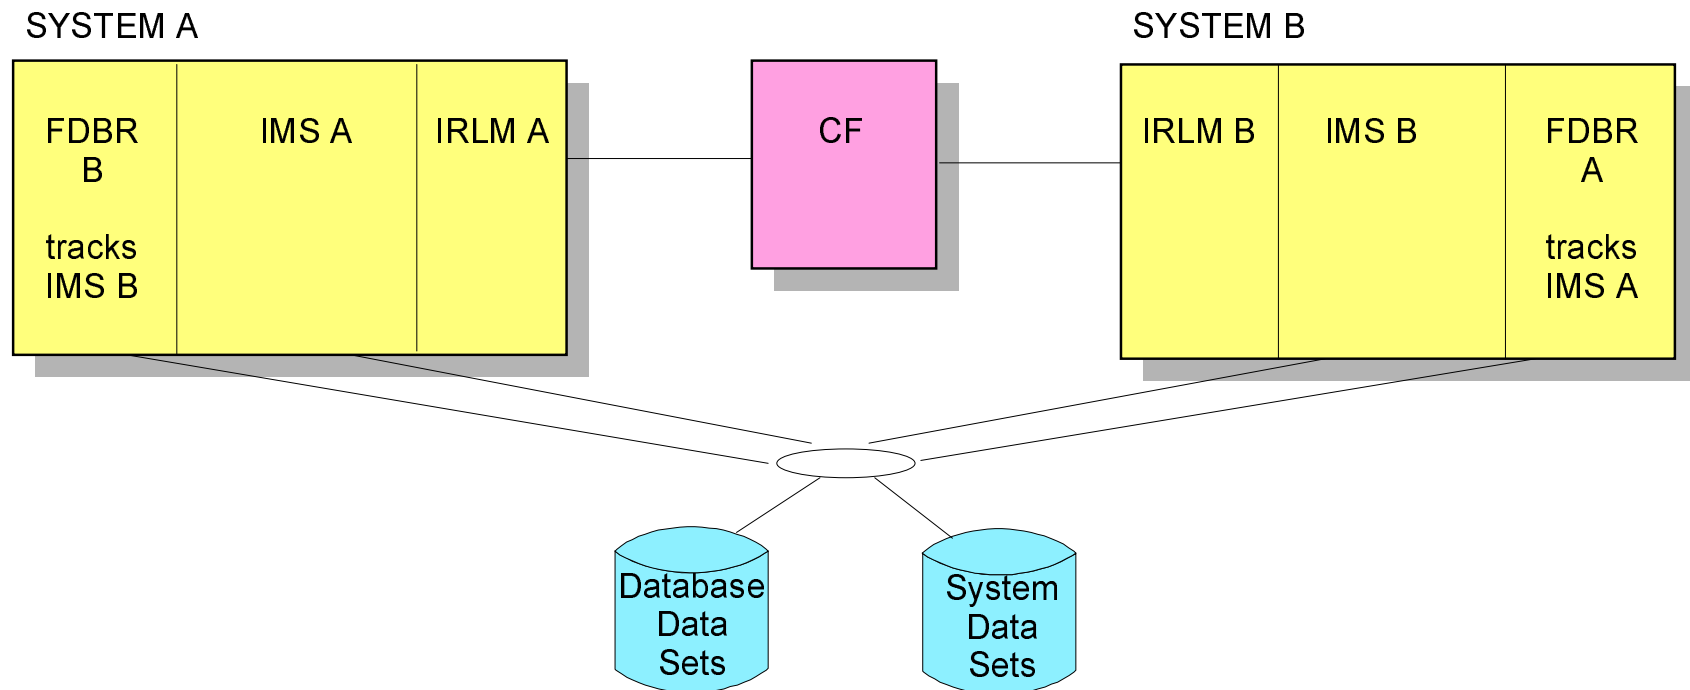 SYSTEM A
SYSTEM B
FDBR
B
tracks
IMS B
IMS A
IRLM A
CF
IRLM B
IMS B
FDBR
A
tracks
IMS A
Database
Data
Sets
System
Data
Sets